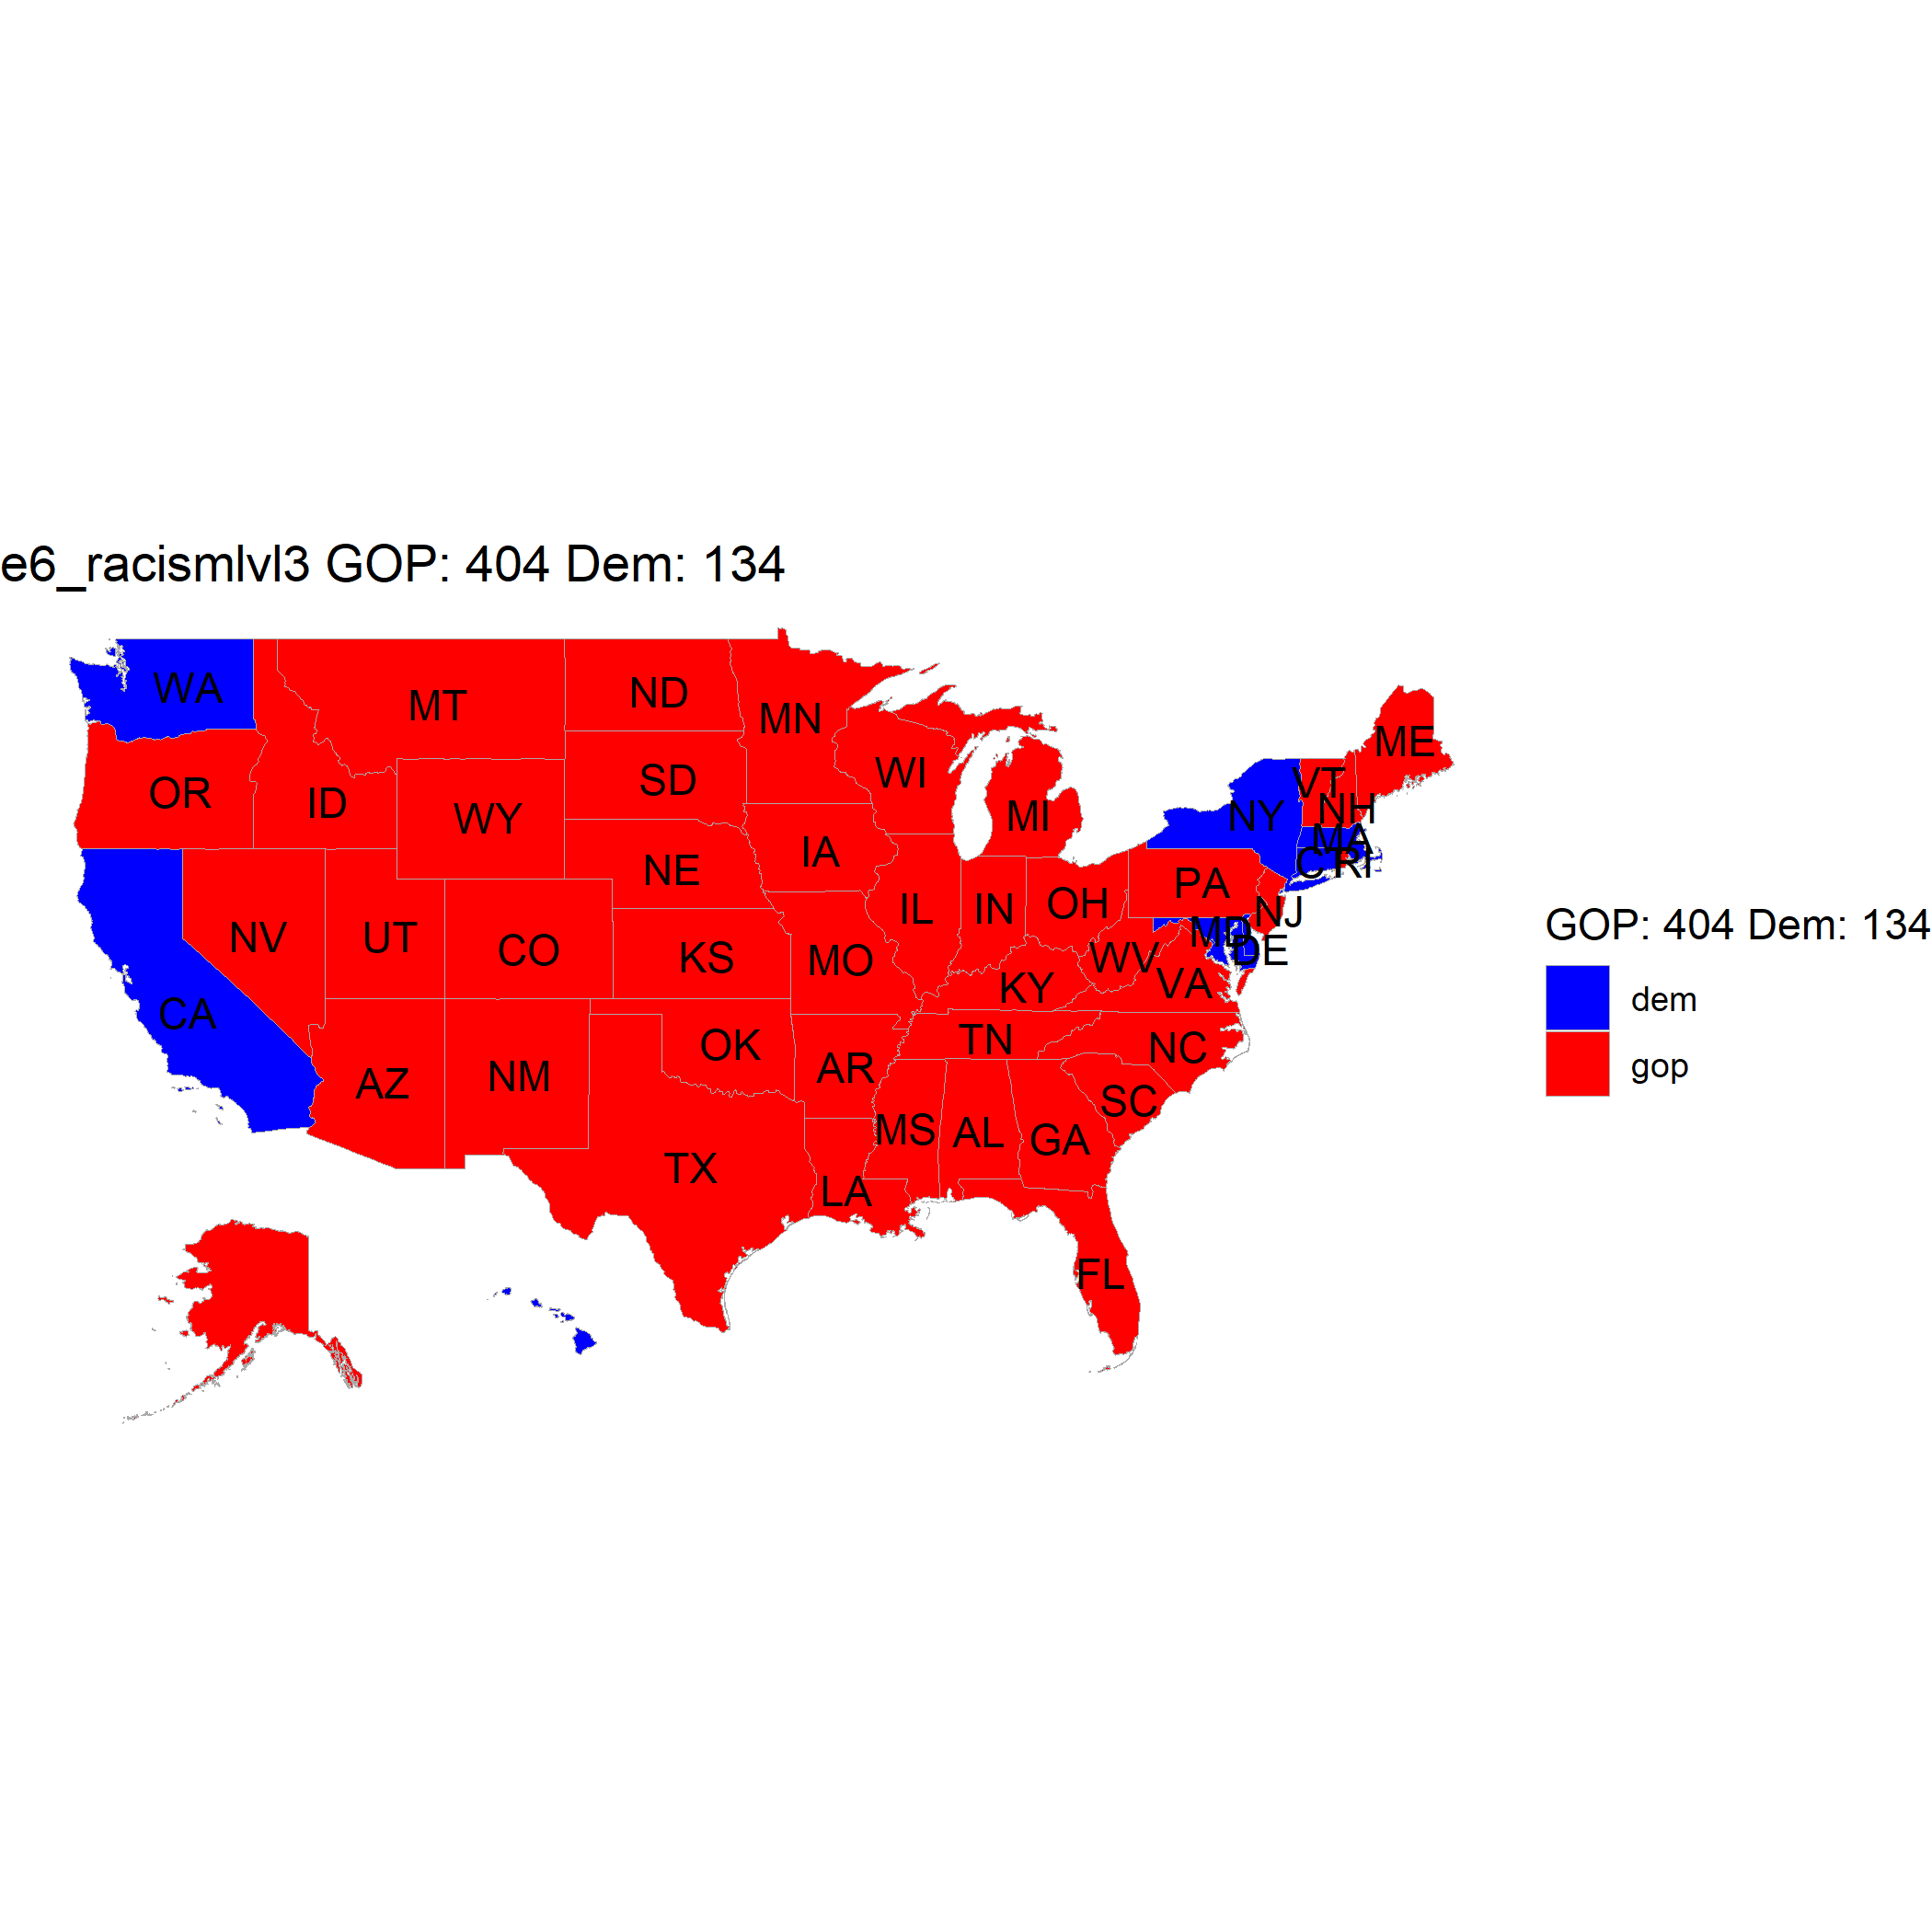 e6_racismlvl3 GOP: 404 Dem: 134
WA
MT
ND
MN
ME
OR
ID
WY
SD
WI
MI
VT
NH
NY
MA
CT
RI
IA
NE
PA
NJ
NV
UT
CO
KS
MO
IL
IN
OH
MD
DE
WV
VA
KY
CA
AZ
NM
OK
AR
TN
NC
SC
MS
AL
GA
TX
LA
FL
GOP: 404 Dem: 134
dem
gop